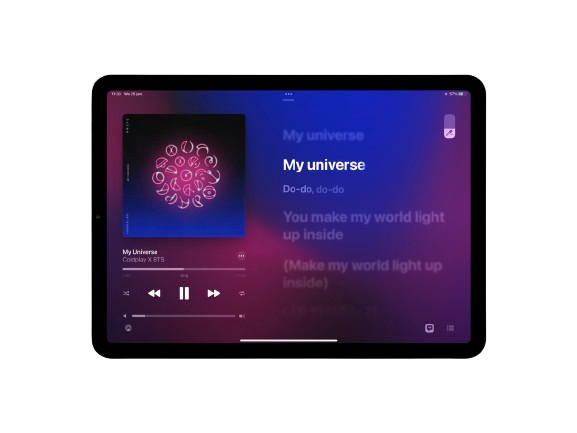 My Universe
Coldplay X BTS
My universe
My universe
Do-do, do-do
You make my world light
up inside
(Make my world light up
inside)